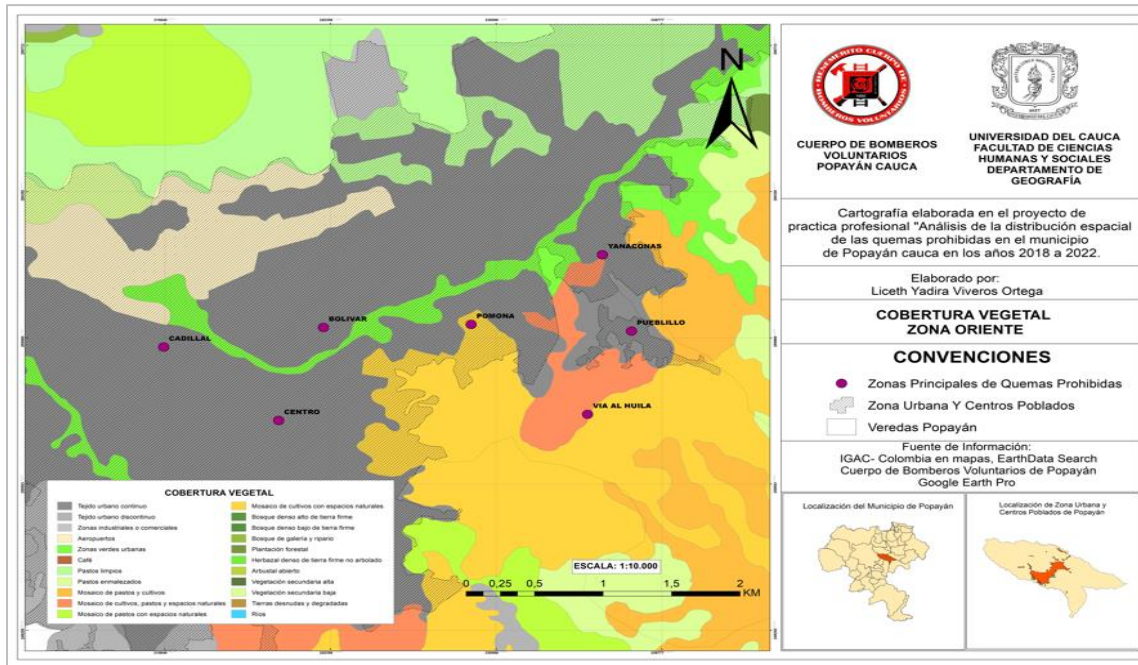 N
YANACONAS
BOLIVAR
POMONA
PUEBLILLO
CADILLAL
CENTRO
VIA AL HUILA
COBERTURA VEGETAL
Tejido urbano continuo
Tejido urbano discontinuo
Zonas industriales o comerciales
Aeropuertos
Zonas verdes urbanas
Café
Pastos limpios
Pastos enmalezados
Mosaico de pastos y cultivos
Mosaico de cultivos, pastos y espacios naturales
Mosaico de pastos con espacios naturales
Mosaico de cultivos con espacios naturales
Bosque denso alto de tierra firme
Bosque denso bajo de tierra firme
Bosque de galería y ripario
Plantación forestal
Herbazal denso de tierra firme no arbolado
Arbustal abierto
Vegetación secundaria alta
Vegetación secundaria baja
Tierras desnudas y degradadas
Ríos
ESCALA: 1:10.000
0 0,25 0,5 1 1,5 2
KM
BENEMERITO CUERPO DE
BOMBEROS VOLUNTARIOS
CUERPO DE BOMBEROS
VOLUNTARIOS
POPAYÁN CAUCA
UNIVERSIDAD DEL CAUCA
FACULTAD DE CIENCIAS
HUMANAS Y SOCIALES
DEPARTAMENTO DE
GEOGRAFÍA
Cartografía elaborada en el proyecto de
practica profesional "Análisis de la distribución espacial
de las quemas prohibidas en el municipio
de Popayán cauca en los años 2018 a 2022.
Elaborado por:
Liceth Yadira Viveros Ortega
COBERTURA VEGETAL
ZONA ORIENTE
CONVENCIONES
Zonas Principales de Quemas Prohibidas
Zona Urbana Y Centros Poblados
Veredas Popayán
Fuente de Información:
IGAC- Colombia en mapas, EarthData Search
Cuerpo de Bomberos Voluntarios de Popayán
Google Earth Pro
Localización del Municipio de Popayán
Localización de Zona Urbana y
Centros Poblados de Popayán